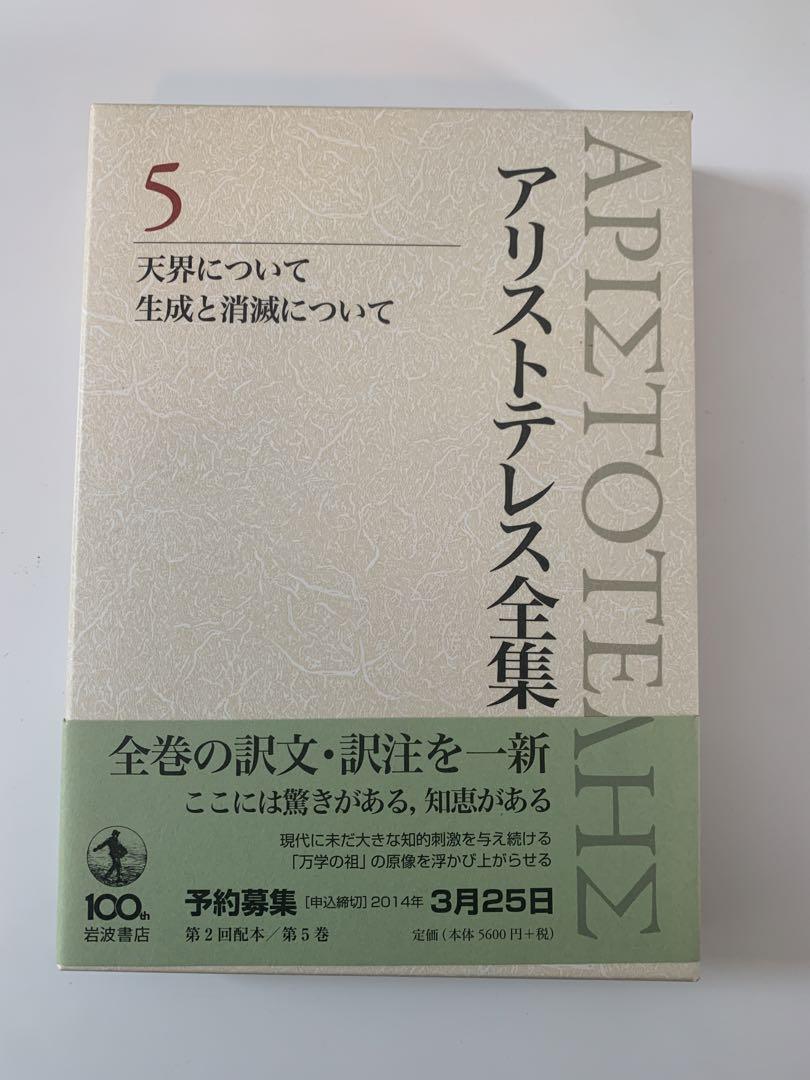 5
天界について
生成と消滅について
アリストテレス全集
ΑΡΙΣΤΟΤΕΛΗΣ
全巻の訳文・訳注を一新
ここには驚きがある, 知恵がある
現代に未だ大きな知的刺激を与え続ける
「万学の祖」の原像を浮かび上がらせる
予約募集 [申込締切] 2014年 3月25日
第2回配本／第5巻 定価 (本体5600円+税)
100th
岩波書店